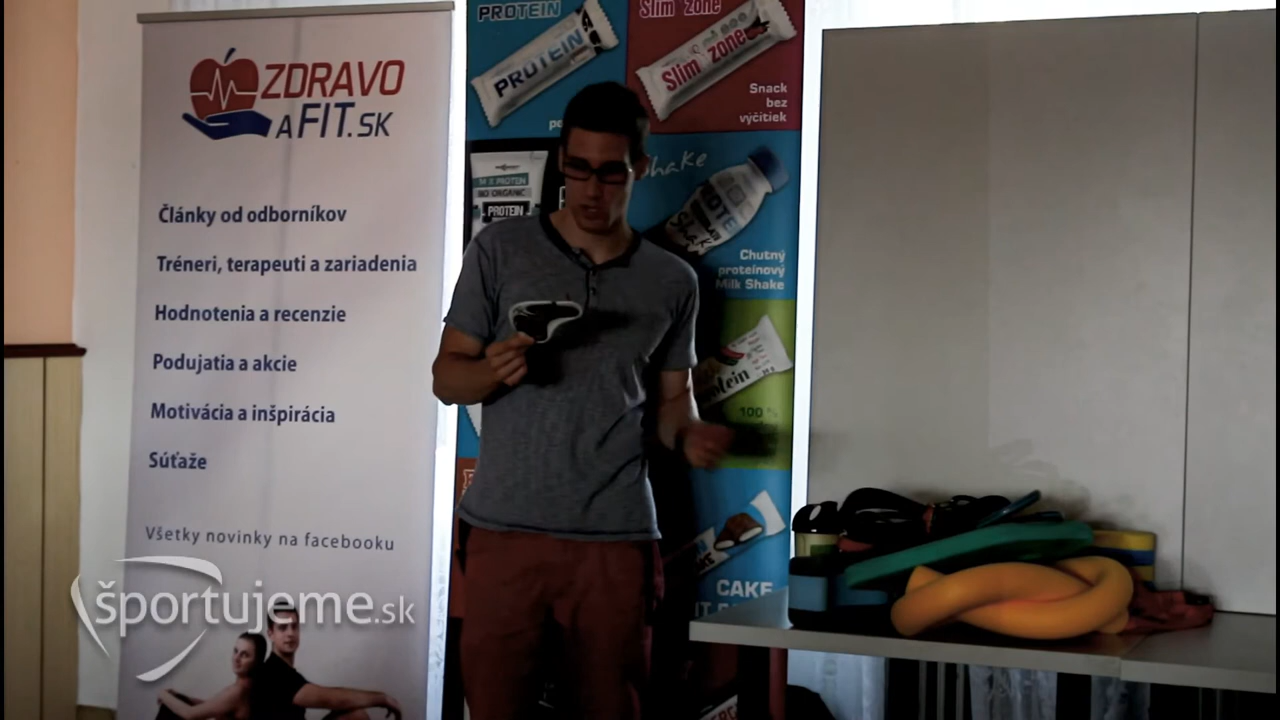 ZDRAVO
AFIT.SK
Články od odborníkov
Tréneri, terapeuti a zariadenia
Hodnotenia a recenzie
Podujatia a akcie
Motivácia a inšpirácia
Súťaže
Všetky novinky na facebooku
športujeme.sk
PROTEIN
PROTEIN
Slim zone
Slim zone
Snack
bez
výčitiek
PROTEIN
Shake
Shake
Chutný
proteínový
Milk Shake
100 %
CAKE